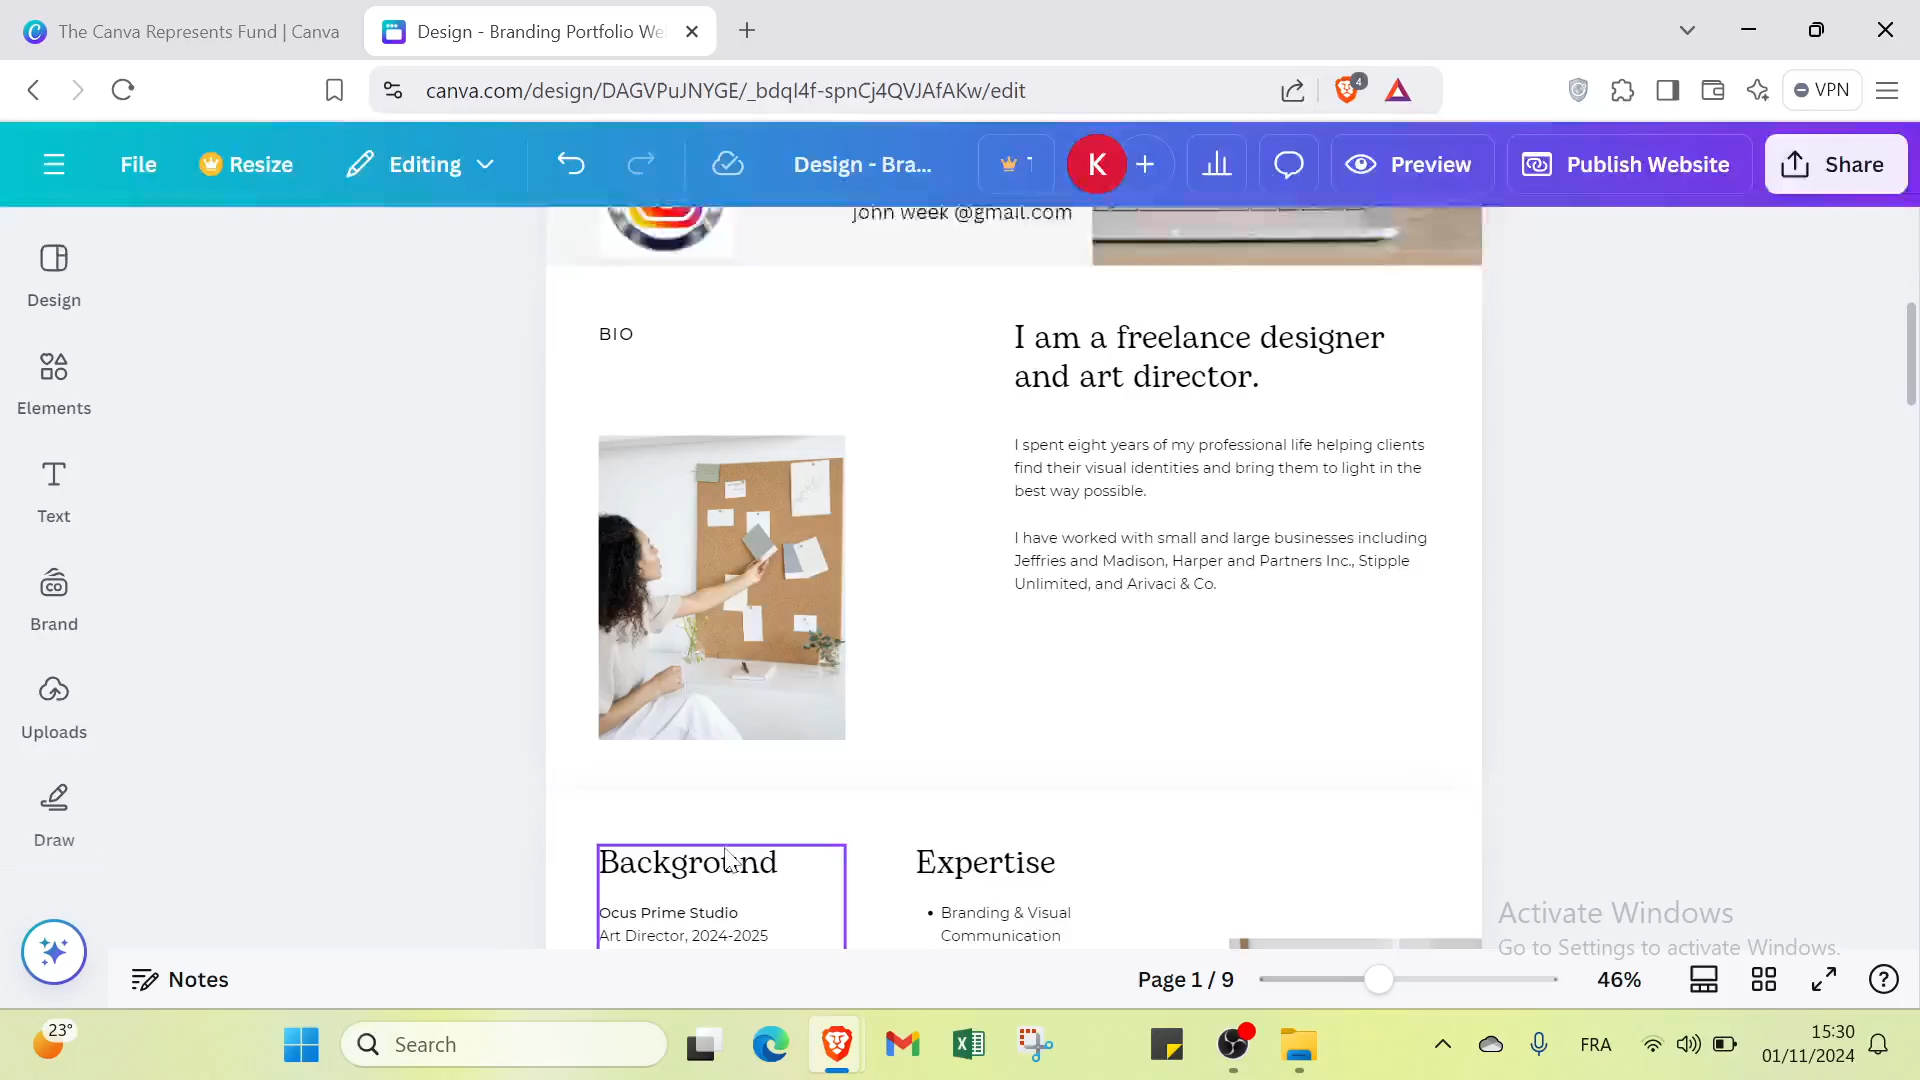 The Canva Represents Fund | Canva
Design - Branding Portfolio We
canva.com/design/DAGVPuJNYGE/_bdqI4f-spnCj4QVJAfAKw/edit
4
VPN
File
Resize
Editing
Design - Bra...
K
Preview
Publish Website
Share
Design
Elements
Text
Brand
Uploads
Draw
john week @gmail.com
BIO
I am a freelance designer
and art director.
I spent eight years of my professional life helping clients
find their visual identities and bring them to light in the
best way possible.
I have worked with small and large businesses including
Jeffries and Madison, Harper and Partners Inc., Stipple
Unlimited, and Arivaci & Co.
Background
Ocus Prime Studio
Art Director, 2024-2025
Expertise
• Branding & Visual
Communication
Activate Windows
Go to Settings to activate Windows.
Notes
Page 1 / 9
46%
23°
Search
FRA
15:30
01/11/2024